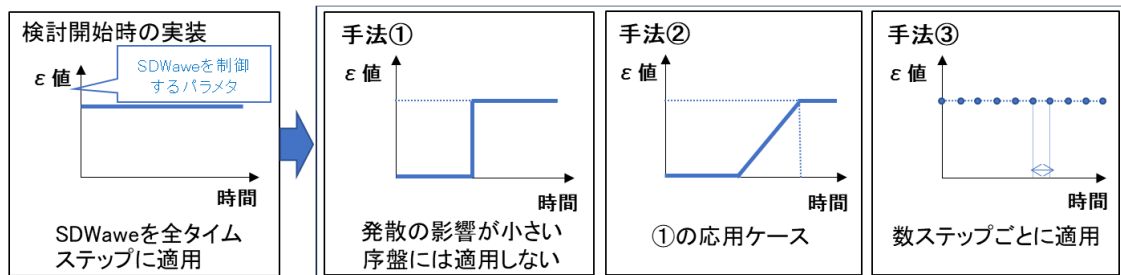 検討開始時の実装
ε値
SDWaweを制御
するパラメタ
時間
SDWaweを全タイム
ステップに適用
手法①
ε値
時間
発散の影響が小さい
序盤には適用しない
手法②
ε値
時間
①の応用ケース
手法③
ε値
時間
数ステップごとに適用